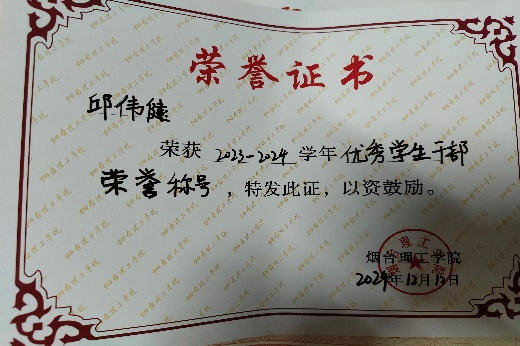 荣誉证书
邱伟
荣获 2023-2024 学年优秀学生干部
荣誉称号，特发此证，以资鼓励。
烟台理工学院
2024年12月12日